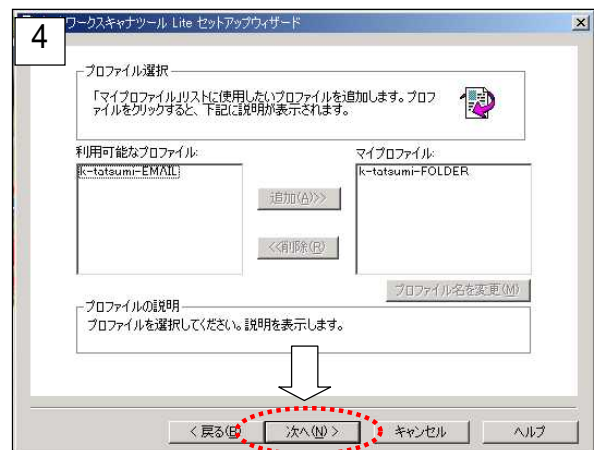 4
ワークスキャナツール Lite セットアップウィザード
プロファイル選択
「マイプロファイル」リストに使用したいプロファイルを追加します。プロフ
ァイルをクリックすると、下記に説明が表示されます。
利用可能なプロファイル:
マイプロファイル:
k-tatsumi-EMAIL
k-tatsumi-FOLDER
追加(A)>>
<<削除(R)
プロファイル名を変更(M)
プロファイルの説明
プロファイルを選択してください。説明を表示します。
< 戻る(B)
次へ(N) >
キャンセル
ヘルプ